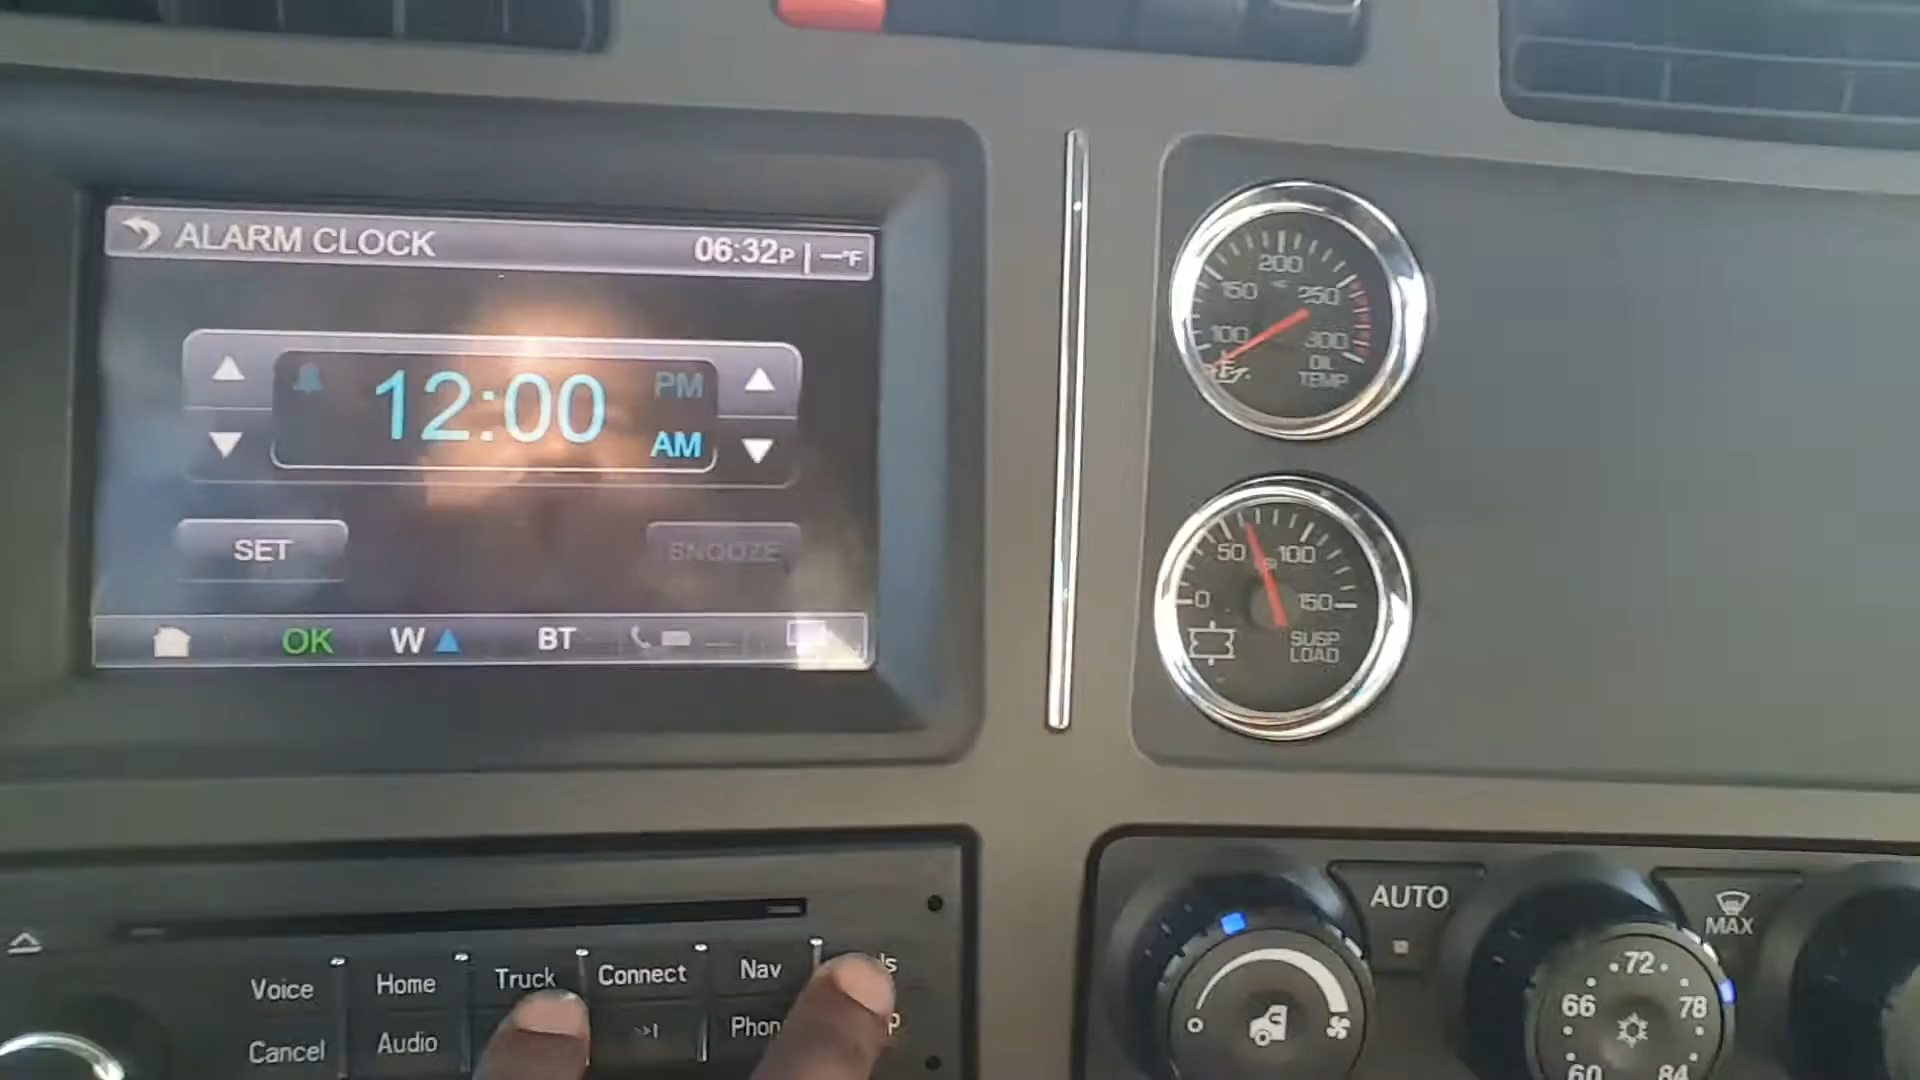 ALARM CLOCK 06:32P | —°F
12:00 PM
AM
SET SNOOZE
OK W BT
200
150 250
100 300
OIL
TEMP
50 100
0 150
SUSP
LOAD
Voice Home Truck Connect Nav
Cancel Audio
AUTO
MAX
72
66 78
60 84